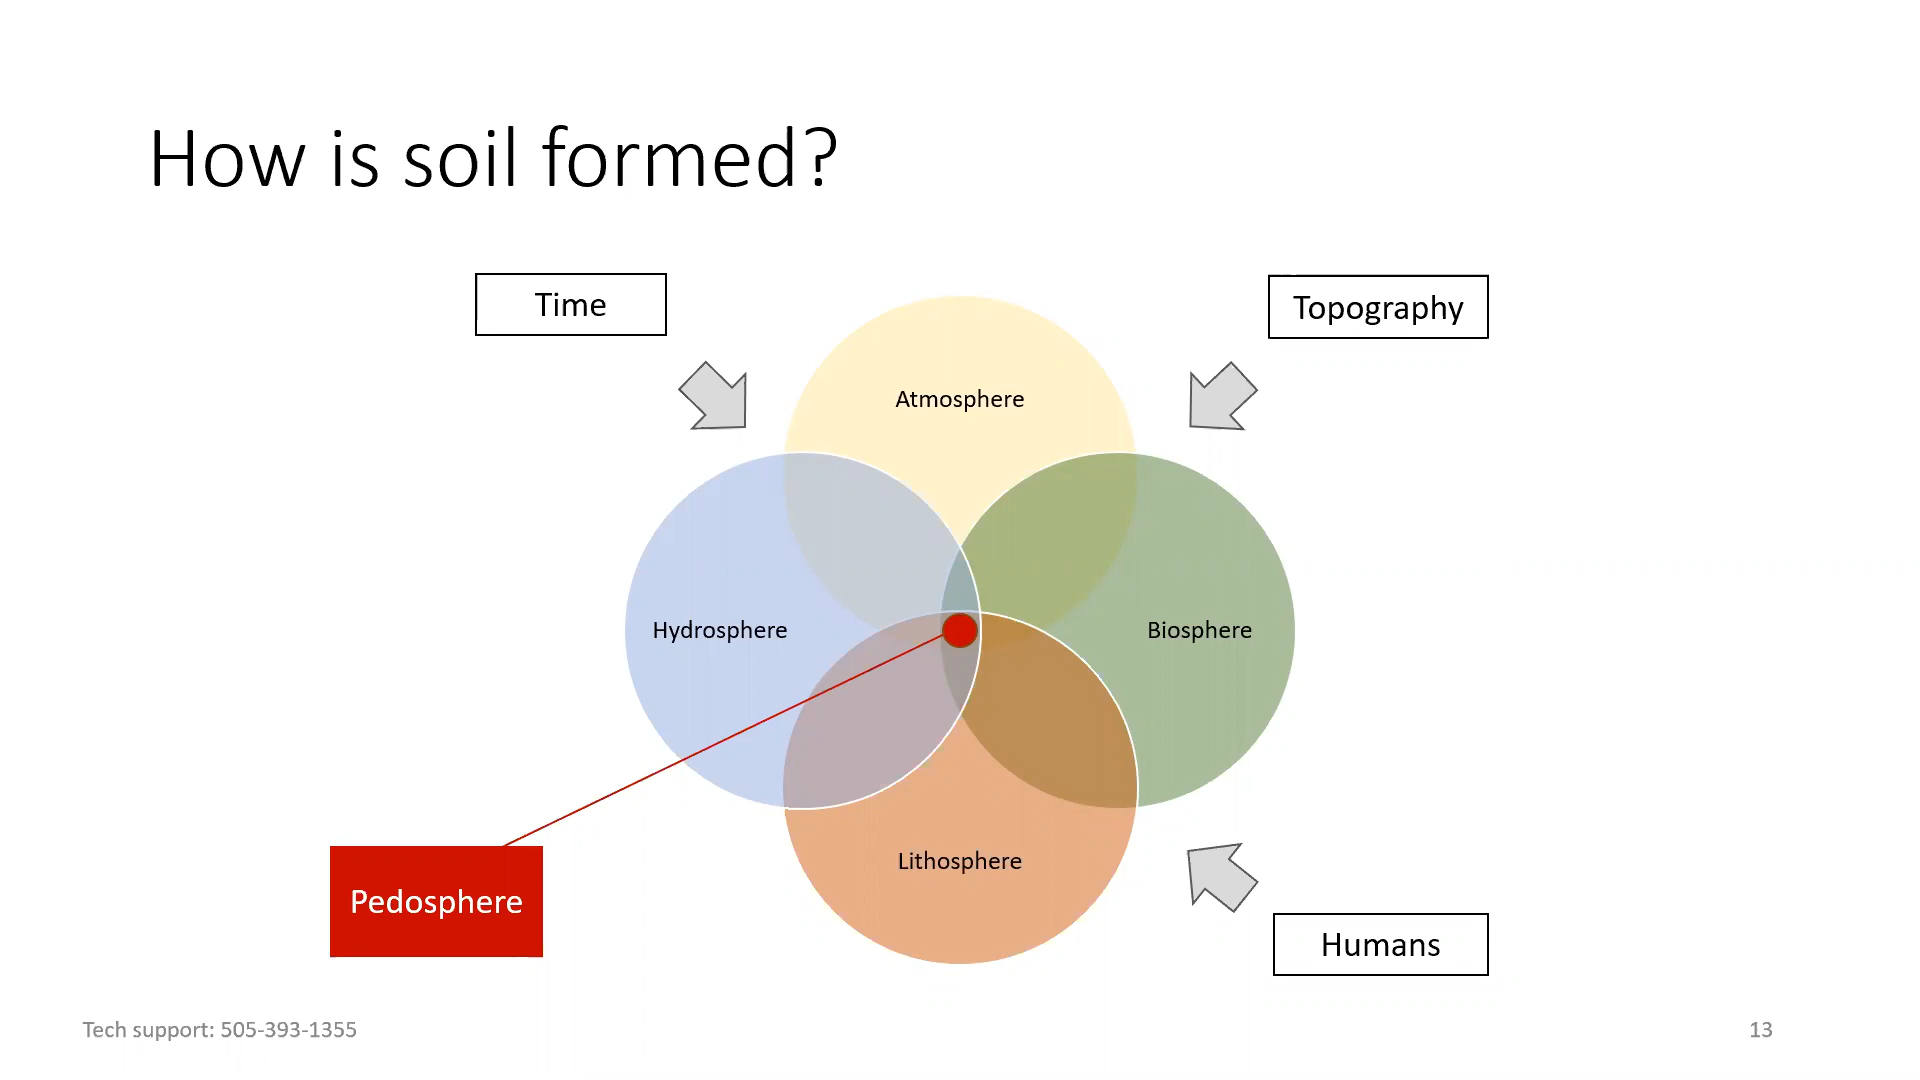 How is soil formed?
Time
Topography
Atmosphere
Hydrosphere
Biosphere
Lithosphere
Pedosphere
Humans
Tech support: 505-393-1355
13